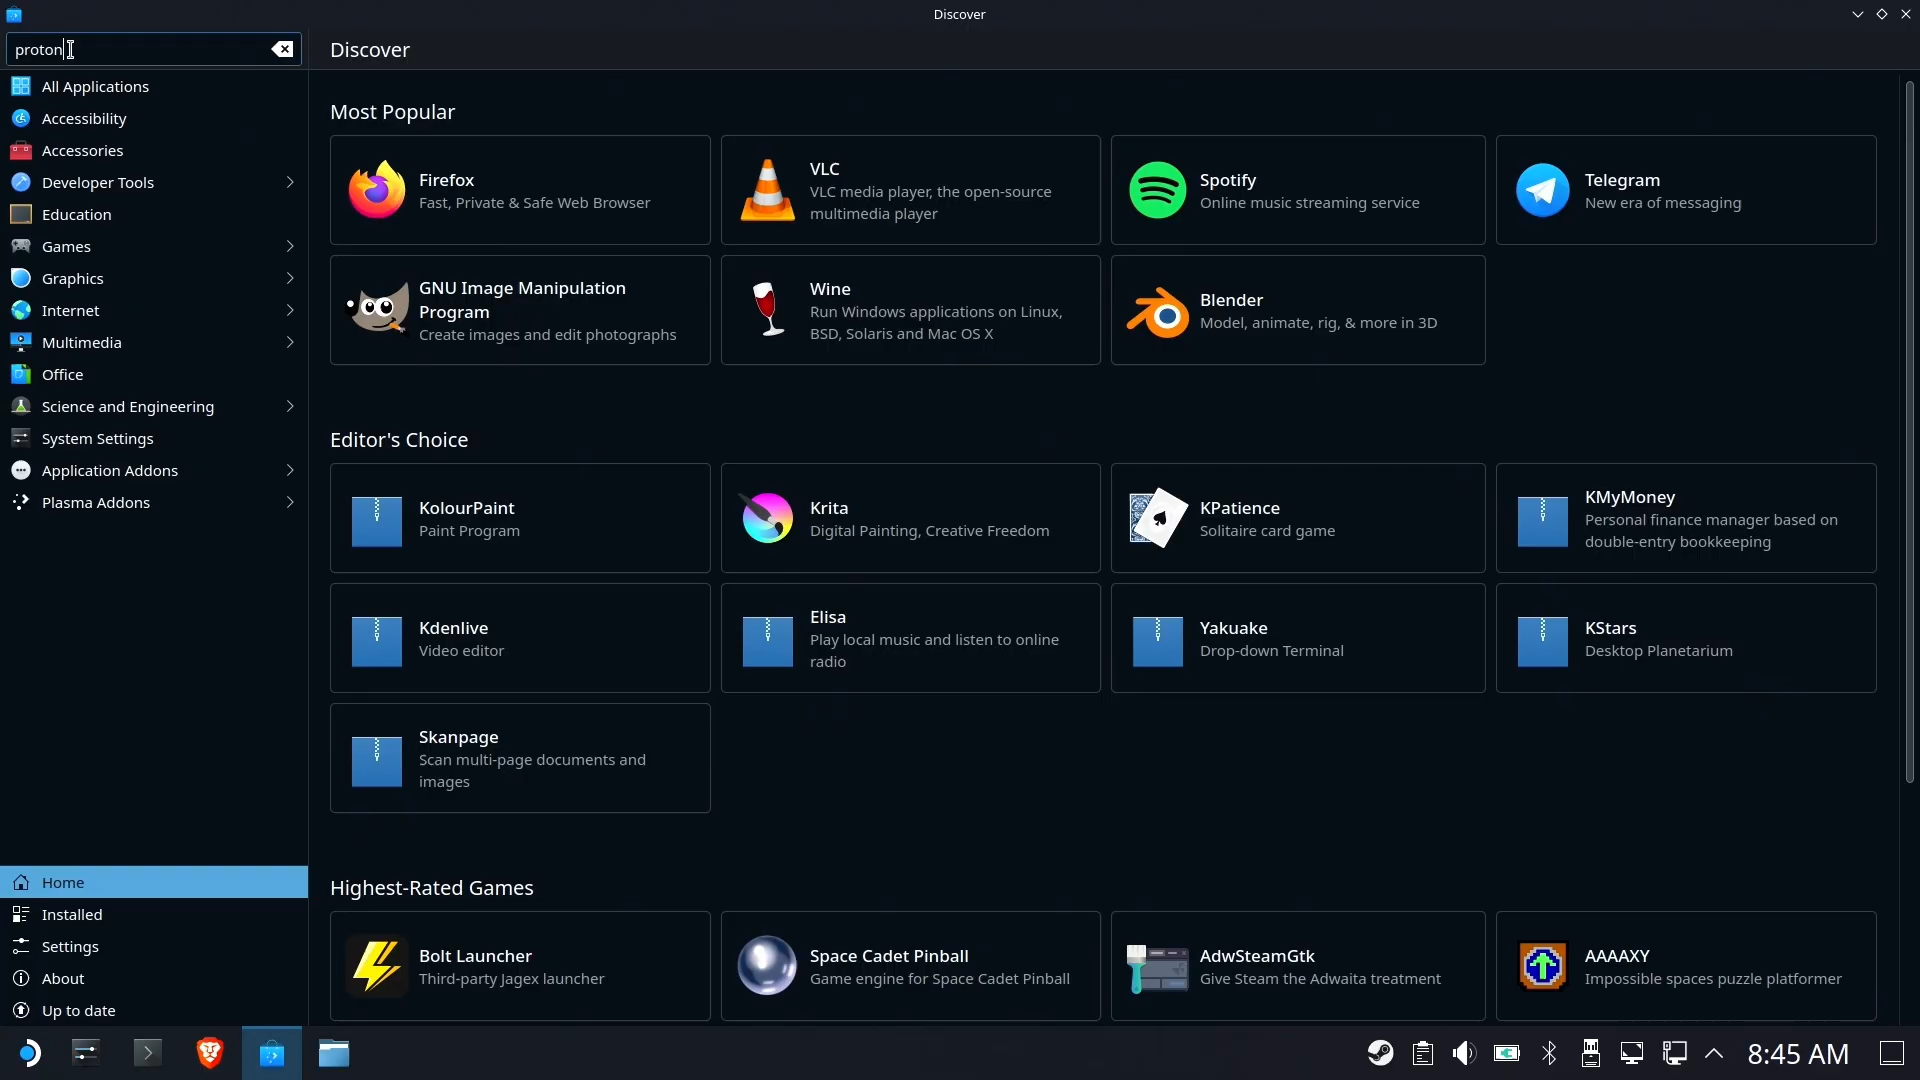 Discover
proton
Discover
All Applications
Accessibility
Accessories
Developer Tools
Education
Games
Graphics
Internet
Multimedia
Office
Science and Engineering
System Settings
Application Addons
Plasma Addons
Home
Installed
Settings
About
Up to date
Most Popular
Firefox
Fast, Private & Safe Web Browser
VLC
VLC media player, the open-source
multimedia player
Spotify
Online music streaming service
Telegram
New era of messaging
GNU Image Manipulation
Program
Create images and edit photographs
Wine
Run Windows applications on Linux,
BSD, Solaris and Mac OS X
Blender
Model, animate, rig, & more in 3D
Editor's Choice
KolourPaint
Paint Program
Krita
Digital Painting, Creative Freedom
KPatience
Solitaire card game
KMyMoney
Personal finance manager based on
double-entry bookkeeping
Kdenlive
Video editor
Elisa
Play local music and listen to online
radio
Yakuake
Drop-down Terminal
KStars
Desktop Planetarium
Skanpage
Scan multi-page documents and
images
Highest-Rated Games
Bolt Launcher
Third-party Jagex launcher
Space Cadet Pinball
Game engine for Space Cadet Pinball
AdwSteamGtk
Give Steam the Adwaita treatment
AAAAXY
Impossible spaces puzzle platformer
8:45 AM